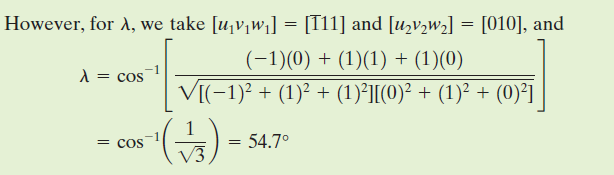 However, for λ, we take [u₁v₁w₁] = [1̅11] and [u₂v₂w₂] = [010], and
λ = cos⁻¹ [ (−1)(0) + (1)(1) + (1)(0) / √[(−1)² + (1)² + (1)²][(0)² + (1)² + (0)²] ]
= cos⁻¹ (1/√3) = 54.7°